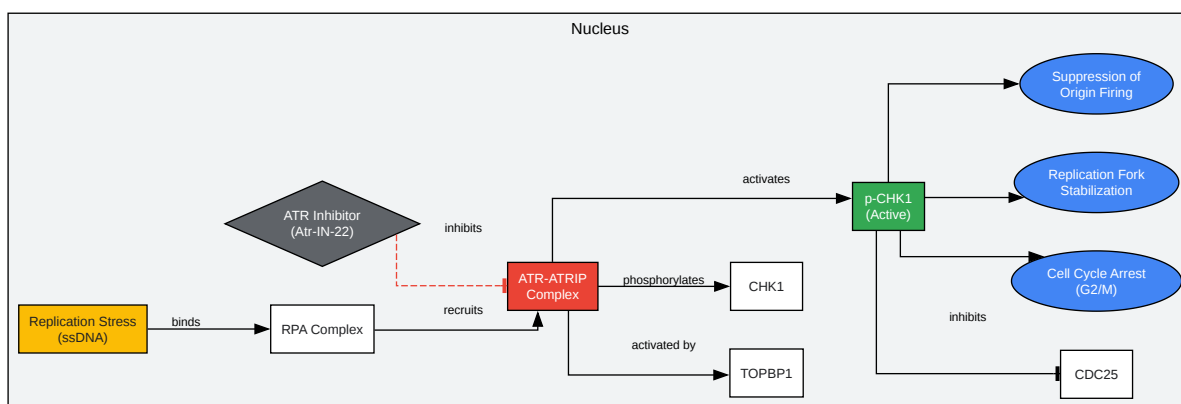 Nucleus
Suppression of
Origin Firing
activates
Replication Fork
Stabilization
p-CHK1
(Active)
ATR Inhibitor
(Atr-IN-22)
inhibits
ATR-ATRIP
Complex
phosphorylates
CHK1
Cell Cycle Arrest
(G2/M)
Replication Stress
(ssDNA)
binds
RPA Complex
recruits
inhibits
activated by
TOPBP1
CDC25